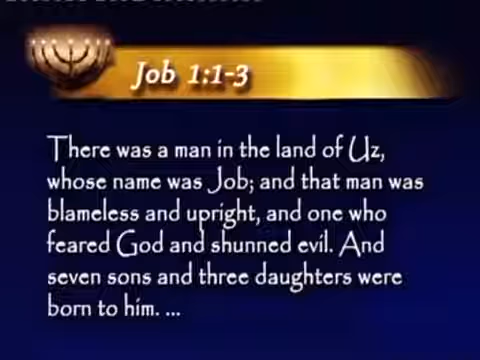 Job 1:1-3
There was a man in the land of Uz,
whose name was Job; and that man was
blameless and upright, and one who
feared God and shunned evil. And
seven sons and three daughters were
born to him. ...